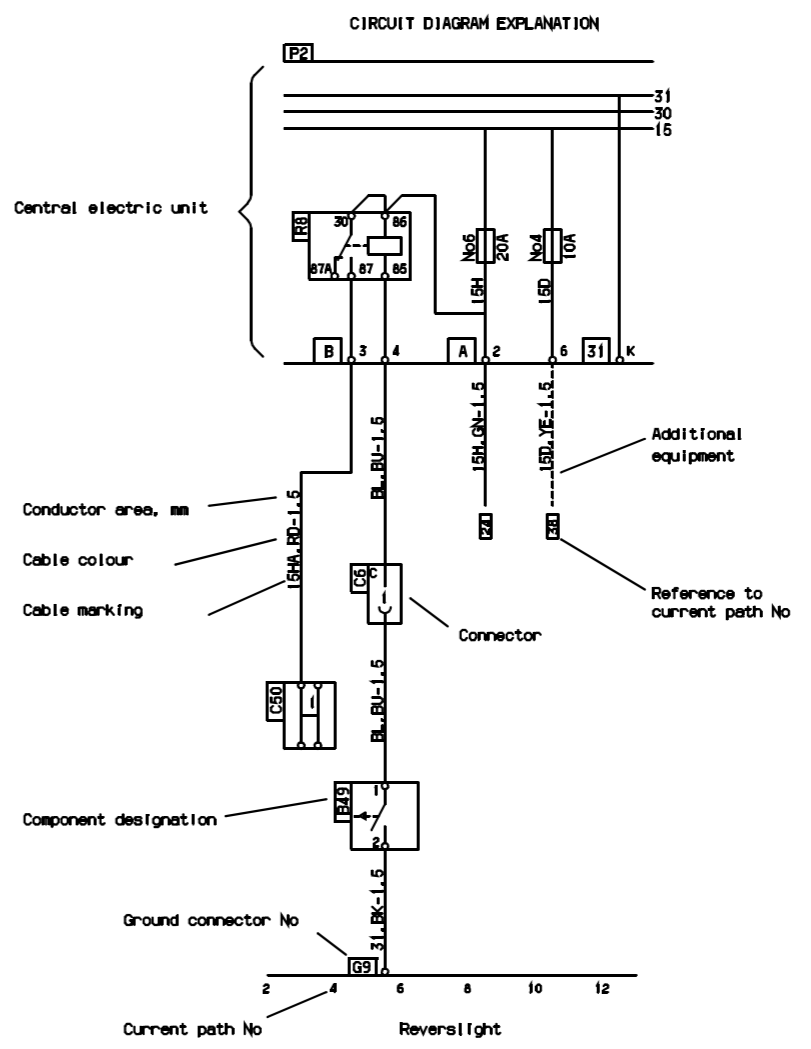 CIRCUIT DIAGRAM EXPLANATION
P2
31
30
15
Central electric unit
R8
30
86
87A
87
85
No6
20A
No4
10A
15H
15D
B
3
4
A
2
6
31
K
BL.BU-1.5
15H.GN-1.5
15D.YE-1.5
Additional
equipment
Conductor area, mm
15HA.RD-1.5
24
38
Cable colour
C6
C
1
Reference to
current path No
Cable marking
Connector
C50
1
BL.BU-1.5
B49
1
2
Component designation
31.BK-1.5
Ground connector No
G9
2 4 6 8 10 12
Current path No
Reverslight